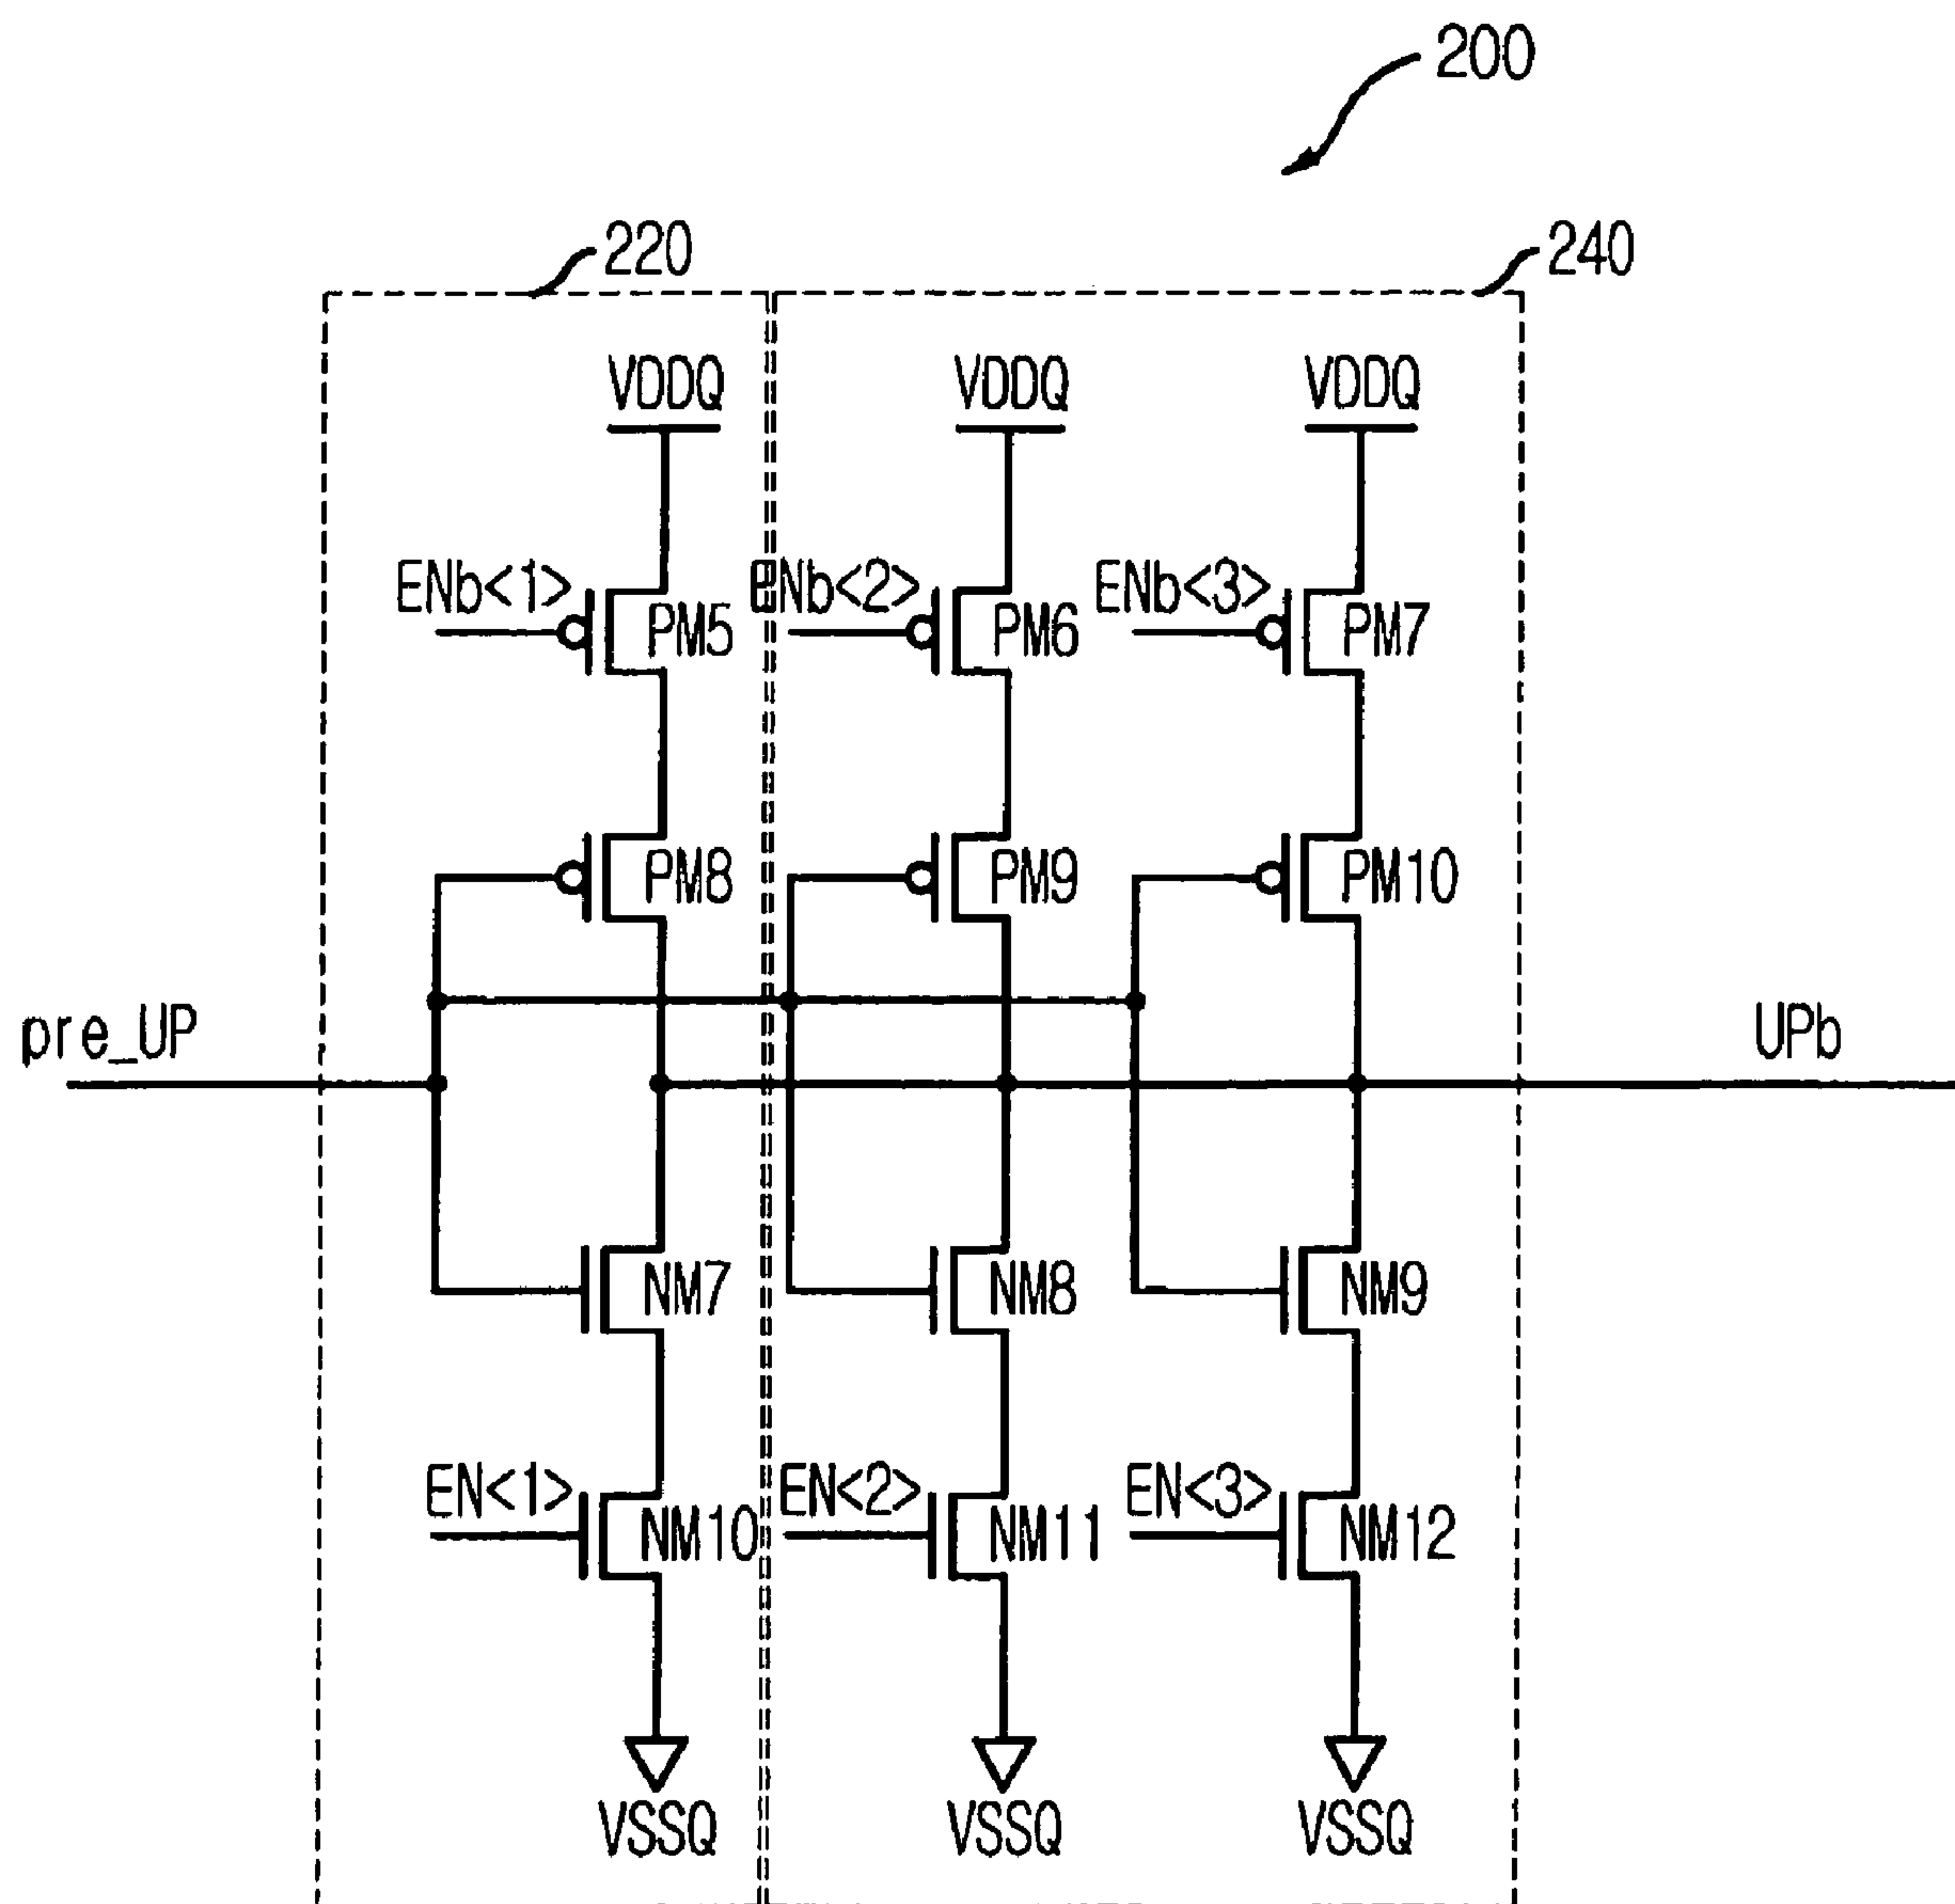 200
220
240
VDDQ VDDQ VDDQ
ENb<1> ENb<2> ENb<3>
PM5 PM6 PM7
PM8 PM9 PM10
pre_UP UPb
NM7 NM8 NM9
EN<1> EN<2> EN<3>
NM10 NM11 NM12
VSSQ VSSQ VSSQ